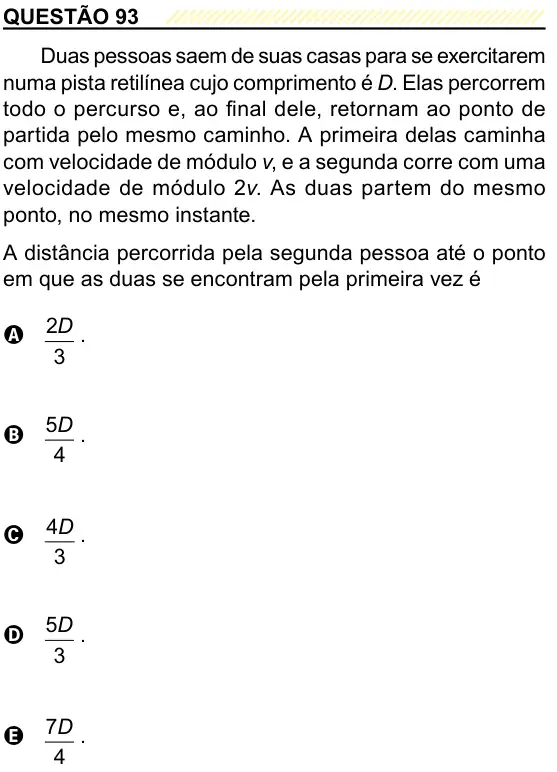 QUESTÃO 93
Duas pessoas saem de suas casas para se exercitarem
numa pista retilínea cujo comprimento é D. Elas percorrem
todo o percurso e, ao final dele, retornam ao ponto de
partida pelo mesmo caminho. A primeira delas caminha
com velocidade de módulo v, e a segunda corre com uma
velocidade de módulo 2v. As duas partem do mesmo
ponto, no mesmo instante.
A distância percorrida pela segunda pessoa até o ponto
em que as duas se encontram pela primeira vez é
A 2D/3 .
B 5D/4 .
C 4D/3 .
D 5D/3 .
E 7D/4 .